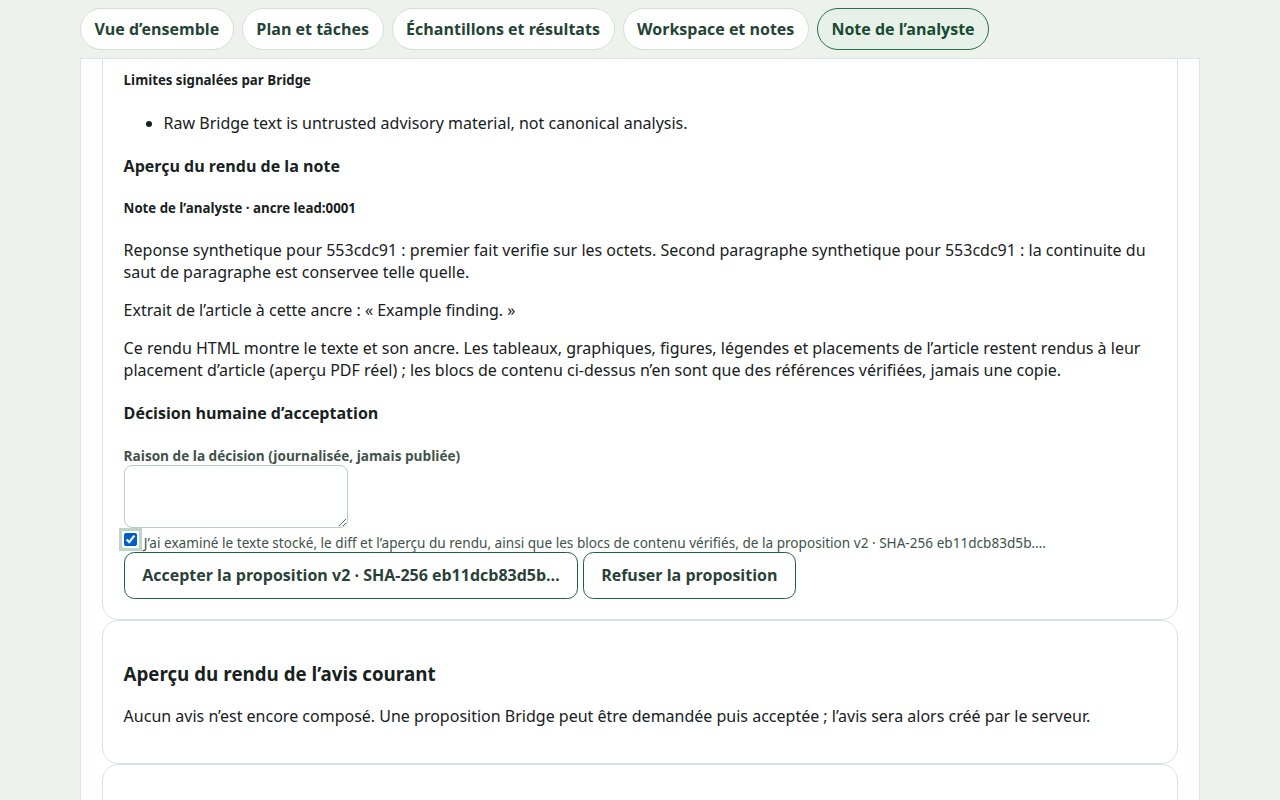 Vue d’ensemble
Plan et tâches
Échantillons et résultats
Workspace et notes
Note de l’analyste
Limites signalées par Bridge
• Raw Bridge text is untrusted advisory material, not canonical analysis.
Aperçu du rendu de la note
Note de l’analyste · ancre lead:0001
Reponse synthetique pour 553cdc91 : premier fait verifie sur les octets. Second paragraphe synthetique pour 553cdc91 : la continuite du
saut de paragraphe est conservee telle quelle.
Extrait de l’article à cette ancre : « Example finding. »
Ce rendu HTML montre le texte et son ancre. Les tableaux, graphiques, figures, légendes et placements de l’article restent rendus à leur
placement d’article (aperçu PDF réel) ; les blocs de contenu ci-dessus n’en sont que des références vérifiées, jamais une copie.
Décision humaine d’acceptation
Raison de la décision (journalisée, jamais publiée)
J’ai examiné le texte stocké, le diff et l’aperçu du rendu, ainsi que les blocs de contenu vérifiés, de la proposition v2 · SHA-256 eb11dcb83d5b….
Accepter la proposition v2 · SHA-256 eb11dcb83d5b…
Refuser la proposition
Aperçu du rendu de l’avis courant
Aucun avis n’est encore composé. Une proposition Bridge peut être demandée puis acceptée ; l’avis sera alors créé par le serveur.